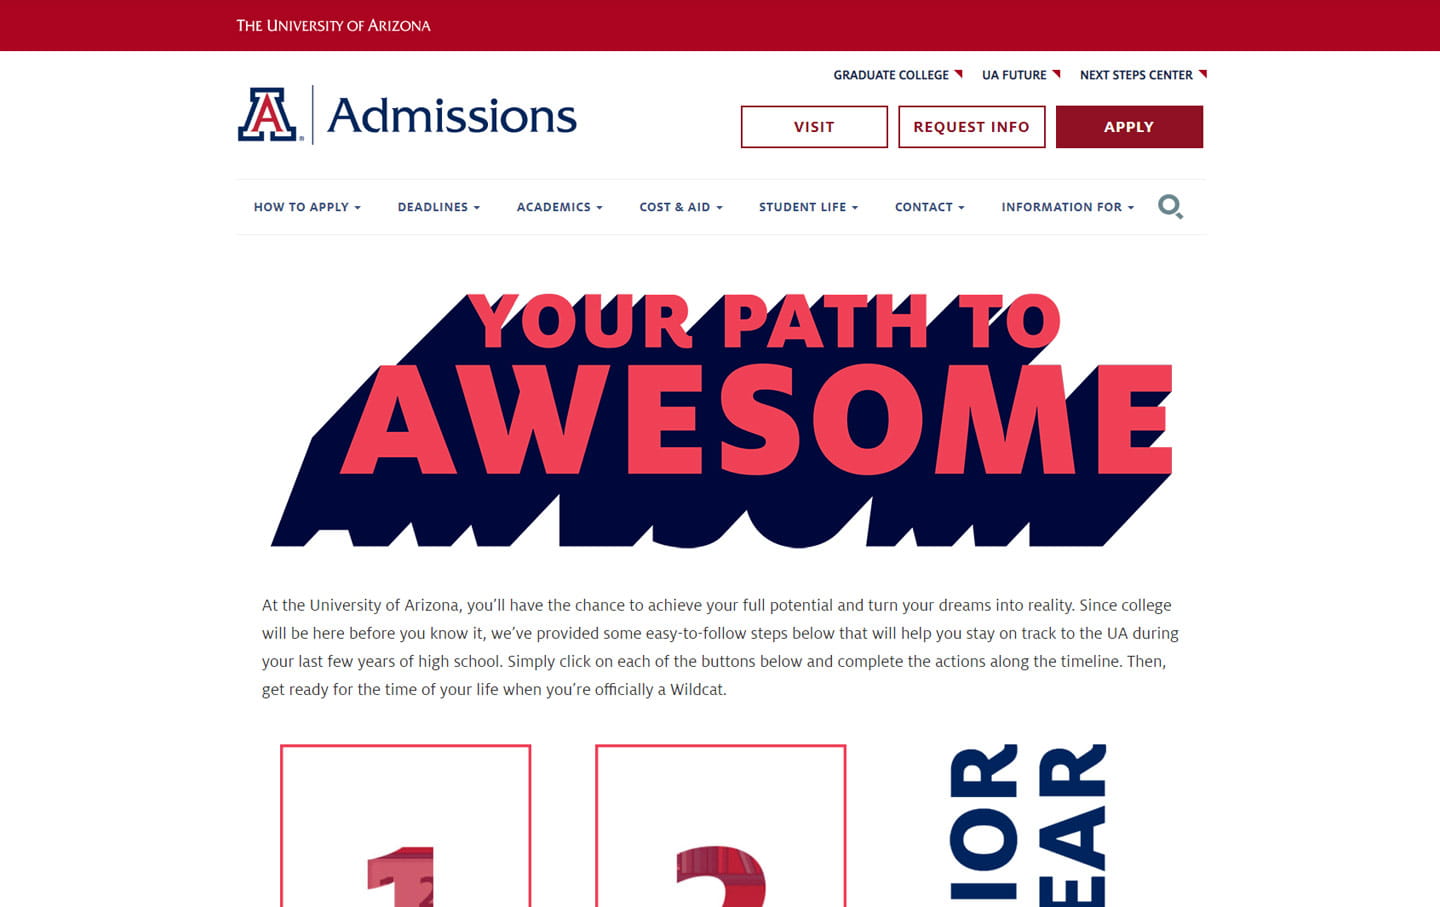 THE UNIVERSITY OF ARIZONA
GRADUATE COLLEGE UA FUTURE NEXT STEPS CENTER
A Admissions
VISIT REQUEST INFO APPLY
HOW TO APPLY DEADLINES ACADEMICS COST & AID STUDENT LIFE CONTACT INFORMATION FOR
YOUR PATH TO
AWESOME
At the University of Arizona, you’ll have the chance to achieve your full potential and turn your dreams into reality. Since college
will be here before you know it, we’ve provided some easy-to-follow steps below that will help you stay on track to the UA during
your last few years of high school. Simply click on each of the buttons below and complete the actions along the timeline. Then,
get ready for the time of your life when you’re officially a Wildcat.
1 2